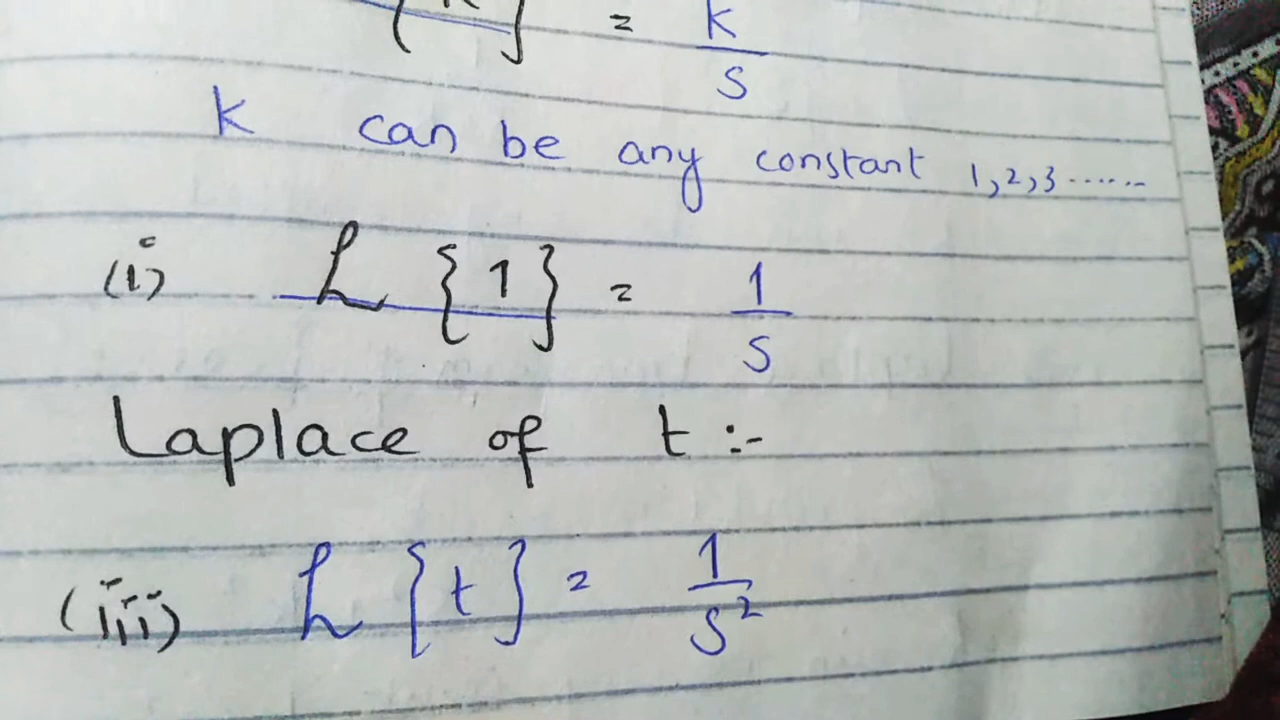 } = k/s
k can be any constant 1,2,3......
(i) L {1} = 1/s
Laplace of t :-
(iii) L {t} = 1/s²